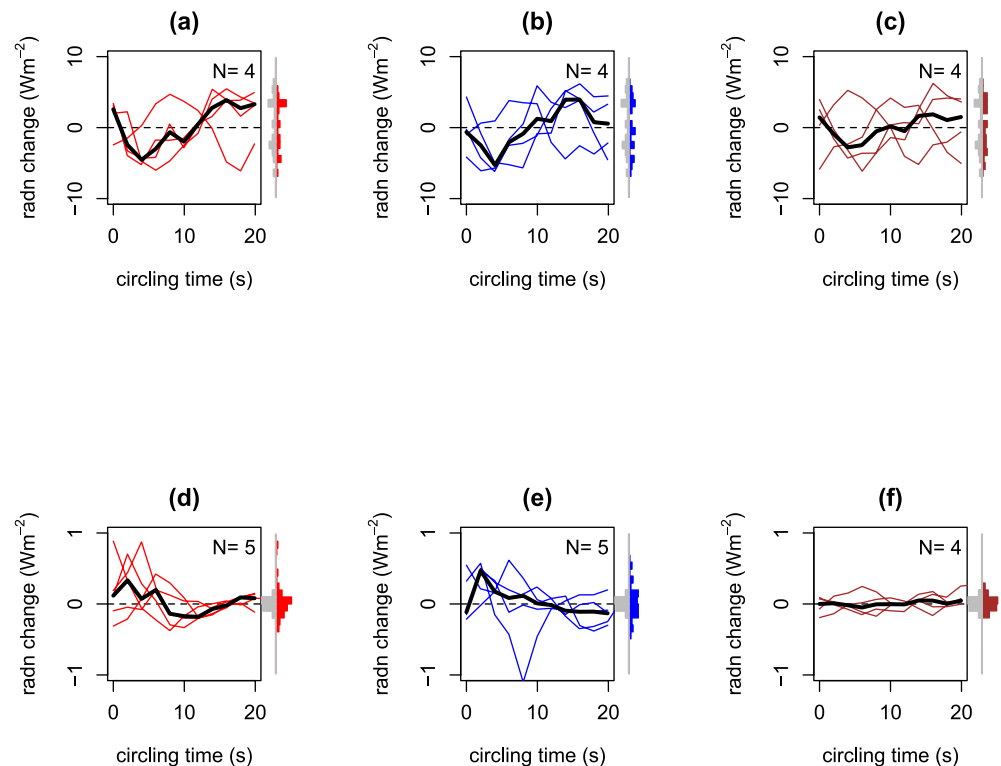 (a)
radn change (Wm⁻²)
10
0
−10
N= 4
0 10 20
circling time (s)
(b)
radn change (Wm⁻²)
10
0
−10
N= 4
0 10 20
circling time (s)
(c)
radn change (Wm⁻²)
10
0
−10
N= 4
0 10 20
circling time (s)
(d)
radn change (Wm⁻²)
1
0
−1
N= 5
0 10 20
circling time (s)
(e)
radn change (Wm⁻²)
1
0
−1
N= 5
0 10 20
circling time (s)
(f)
radn change (Wm⁻²)
1
0
−1
N= 4
0 10 20
circling time (s)